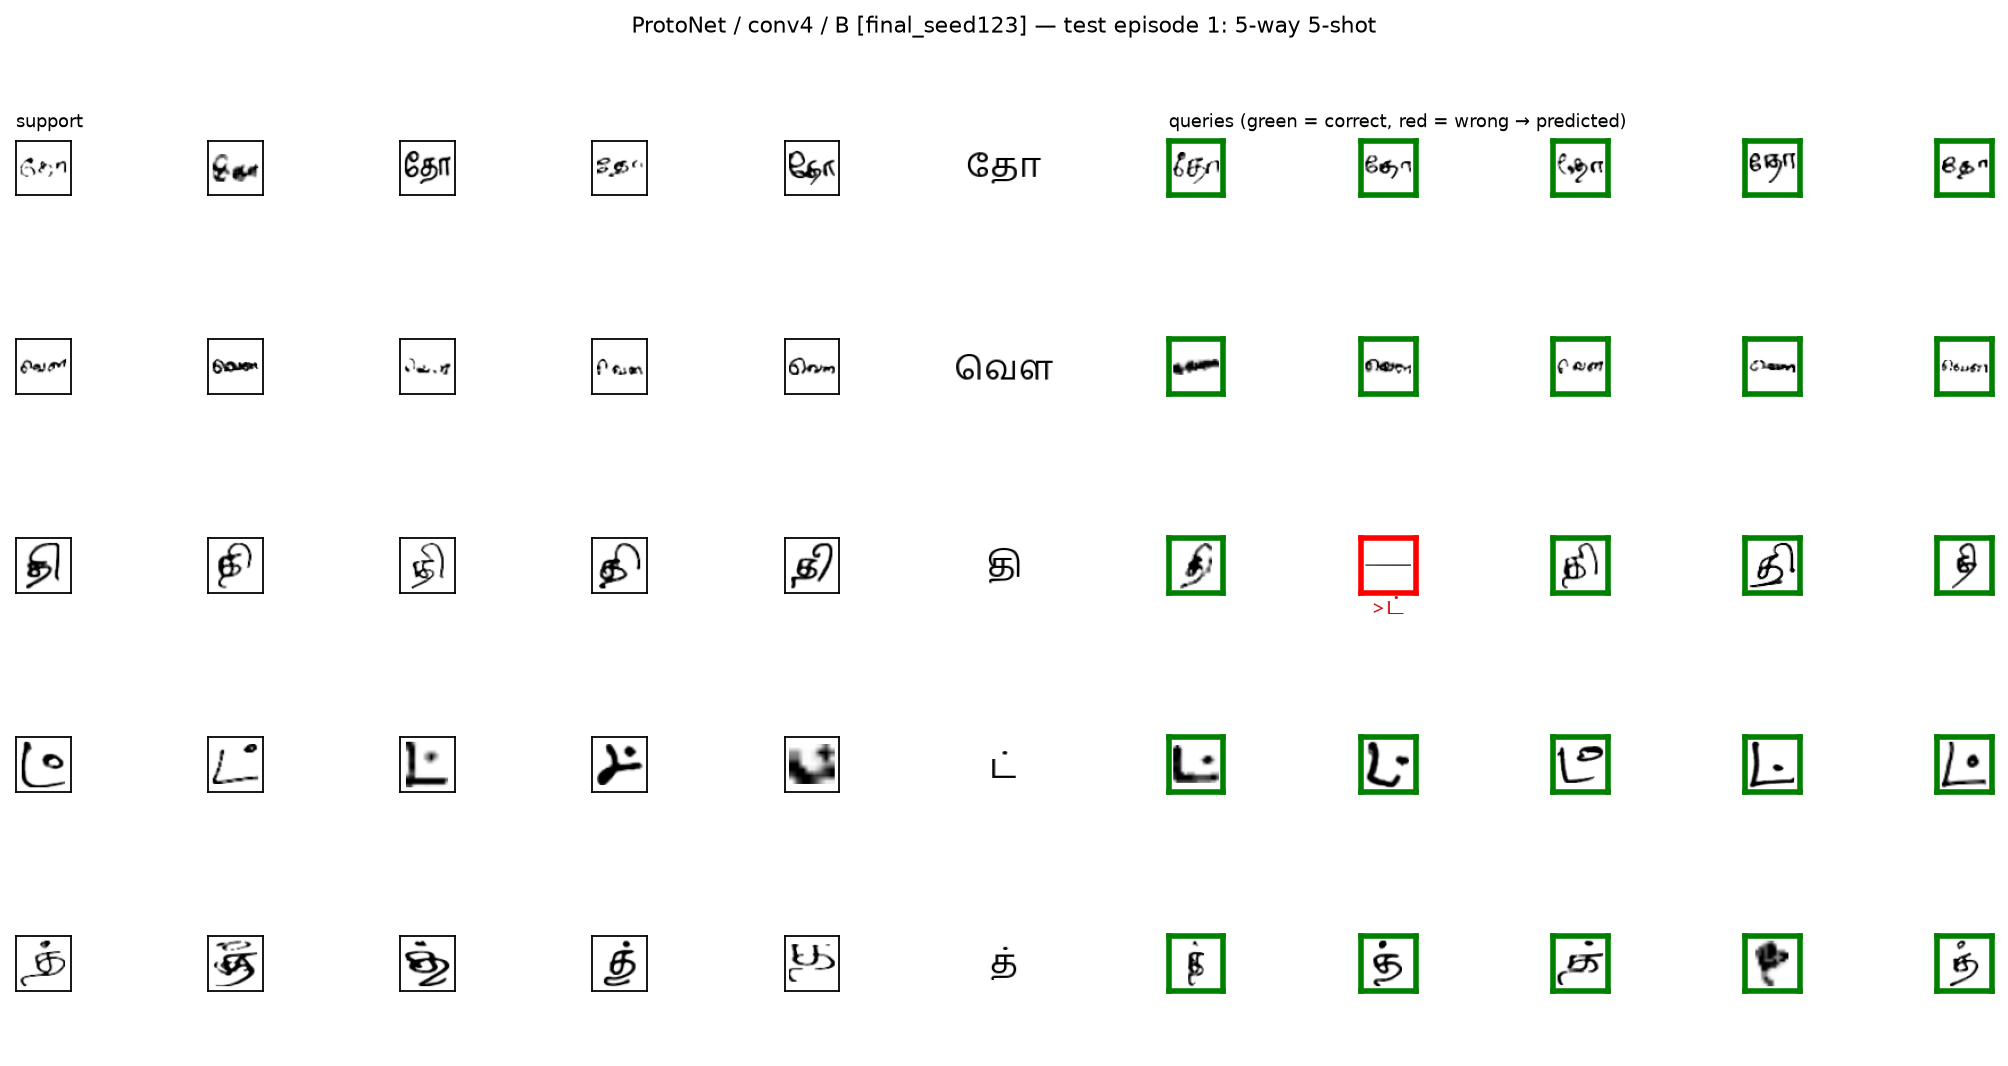 ProtoNet / conv4 / B [final_seed123] — test episode 1: 5-way 5-shot
support
queries (green = correct, red = wrong → predicted)
தோ தோ தோ தோ தோ தோ தோ தோ தோ தோ தோ
வௌ வௌ வௌ வௌ வௌ வௌ வௌ வௌ வௌ வௌ
தி தி தி தி தி தி தி தி தி தி
>ட்
ட் ட் ட் ட் ட் ட் ட் ட் ட் ட் ட்
த் த் த் த் த் த் த் த் த்